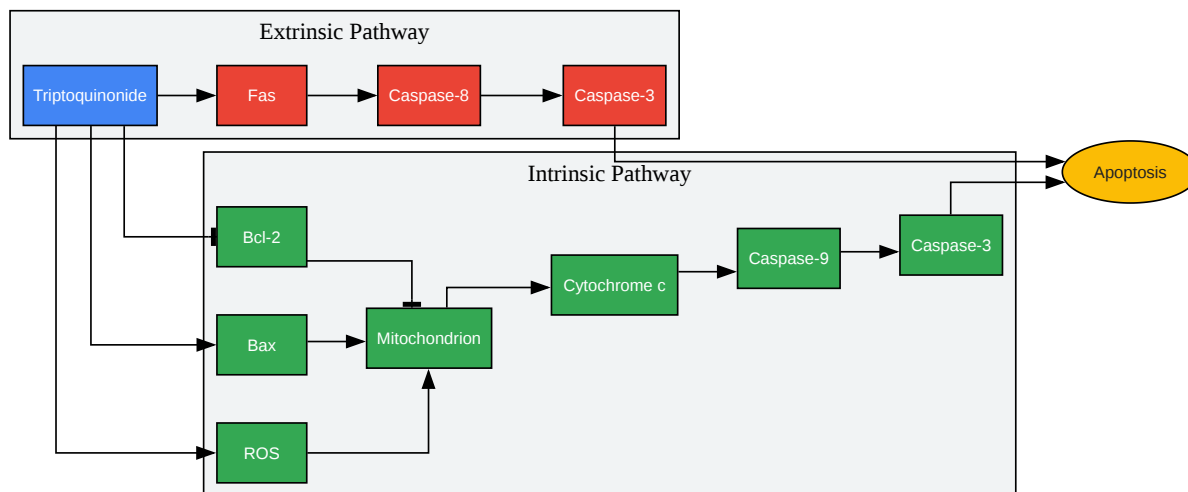 Extrinsic Pathway
Triptoquinonide
Fas
Caspase-8
Caspase-3
Intrinsic Pathway
Apoptosis
Bcl-2
Caspase-3
Caspase-9
Cytochrome c
Bax
Mitochondrion
ROS